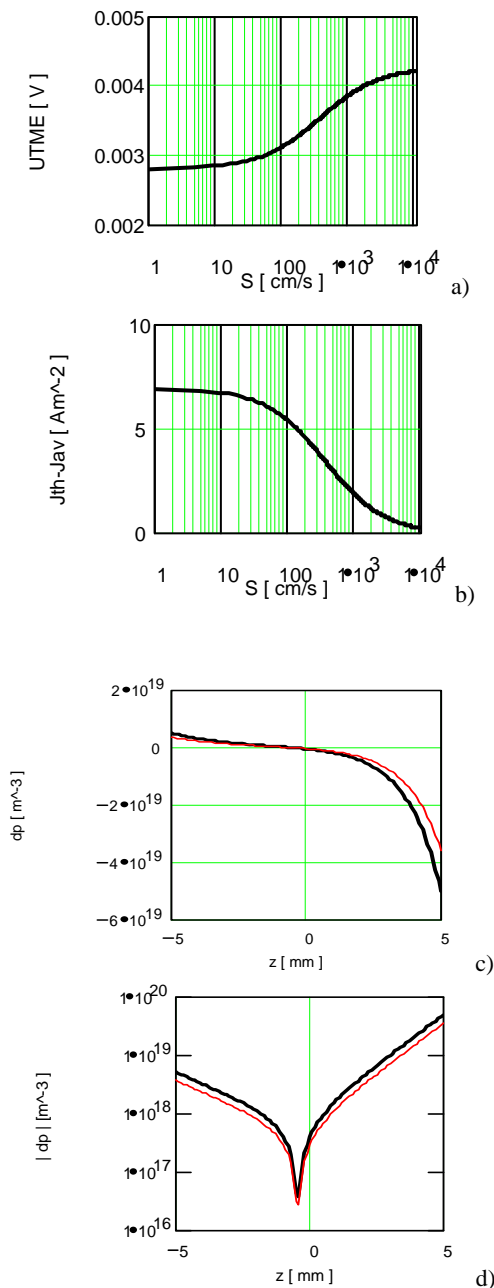 0.005
0.004
0.003
0.002
UTME [ V ]
1 10 100 1•10^3 1•10^4
S [ cm/s ]
a)
10
5
0
Jth-Jav [ Am^-2 ]
1 10 100 1•10^3 1•10^4
S [ cm/s ]
b)
2•10^19
0
−2•10^19
−4•10^19
−6•10^19
dp [ m^-3 ]
−5 0 5
z [ mm ]
c)
1•10^20
1•10^19
1•10^18
1•10^17
1•10^16
| dp | [m^-3 ]
−5 0 5
z [ mm ]
d)